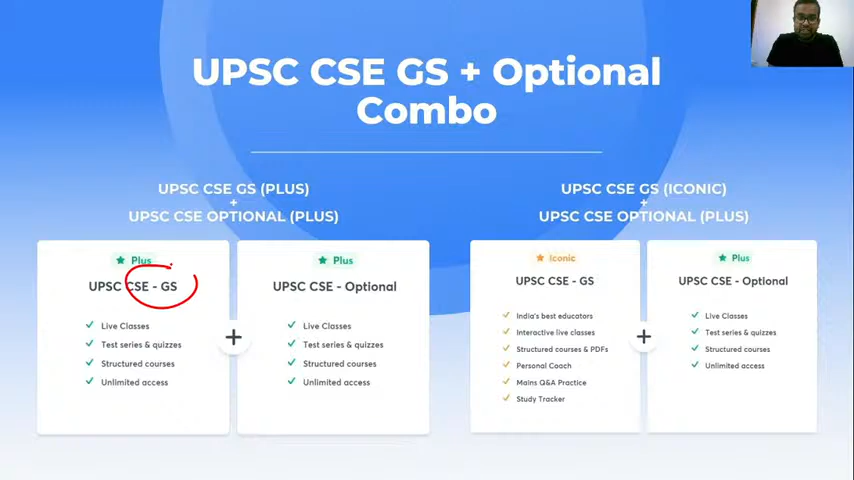 UPSC CSE GS + Optional
Combo
UPSC CSE GS (PLUS)
+
UPSC CSE OPTIONAL (PLUS)
Plus
UPSC CSE - GS
Live Classes
Test series & quizzes
Structured courses
Unlimited access
+
Plus
UPSC CSE - Optional
Live Classes
Test series & quizzes
Structured courses
Unlimited access
UPSC CSE GS (ICONIC)
+
UPSC CSE OPTIONAL (PLUS)
Iconic
UPSC CSE - GS
India's best educators
Interactive live classes
Structured courses & PDFs
Personal Coach
Mains Q&A Practice
Study Tracker
+
Plus
UPSC CSE - Optional
Live Classes
Test series & quizzes
Structured courses
Unlimited access